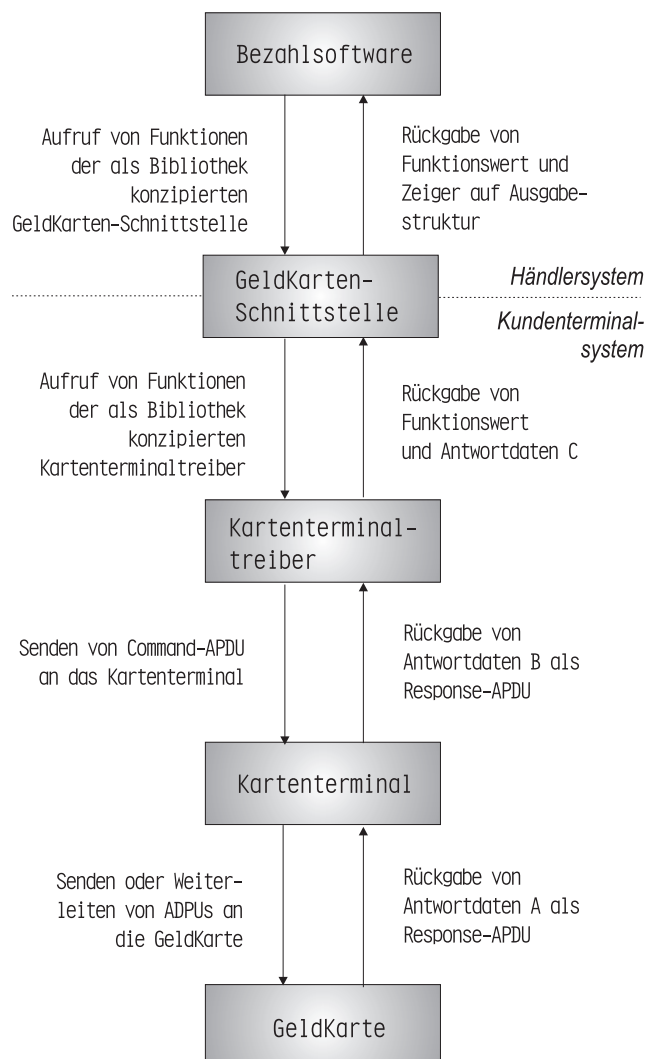 Bezahlsoftware
Aufruf von Funktionen
der als Bibliothek
konzipierten
GeldKarten-Schnittstelle
Rückgabe von
Funktionswert und
Zeiger auf Ausgabe-
struktur
GeldKarten-
Schnittstelle
Händlersystem
Kundenterminal-
system
Aufruf von Funktionen
der als Bibliothek
konzipierten
Kartenterminaltreiber
Rückgabe von
Funktionswert
und Antwortdaten C
Kartenterminal-
treiber
Senden von Command-APDU
an das Kartenterminal
Rückgabe von
Antwortdaten B als
Response-APDU
Kartenterminal
Senden oder Weiter-
leiten von ADPUs an
die GeldKarte
Rückgabe von
Antwortdaten A als
Response-APDU
GeldKarte